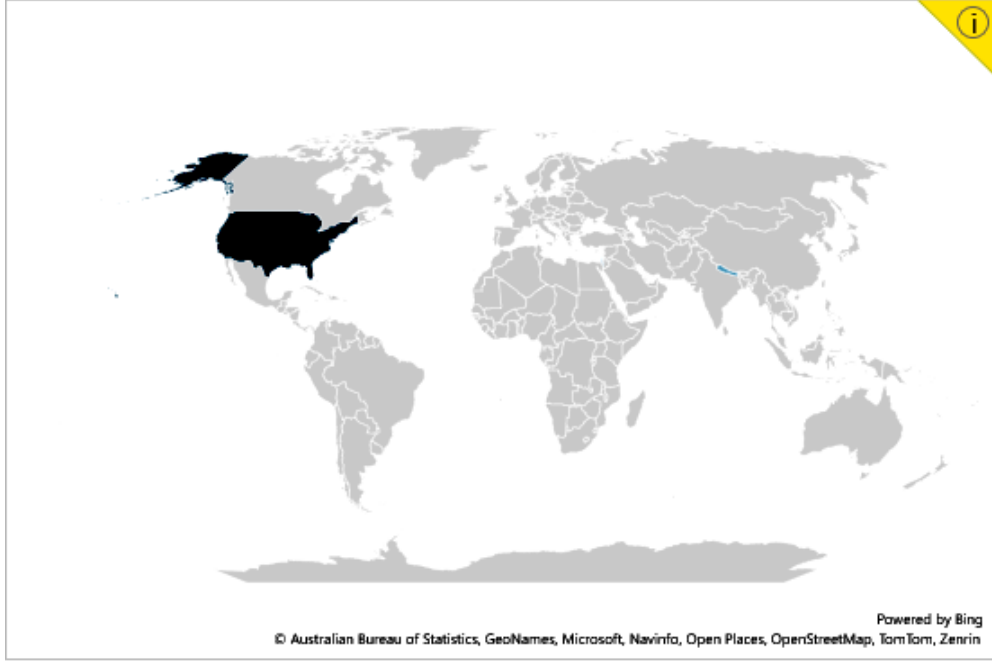 Powered by Bing
© Australian Bureau of Statistics, GeoNames, Microsoft, Navinfo, Open Places, OpenStreetMap, TomTom, Zenrin